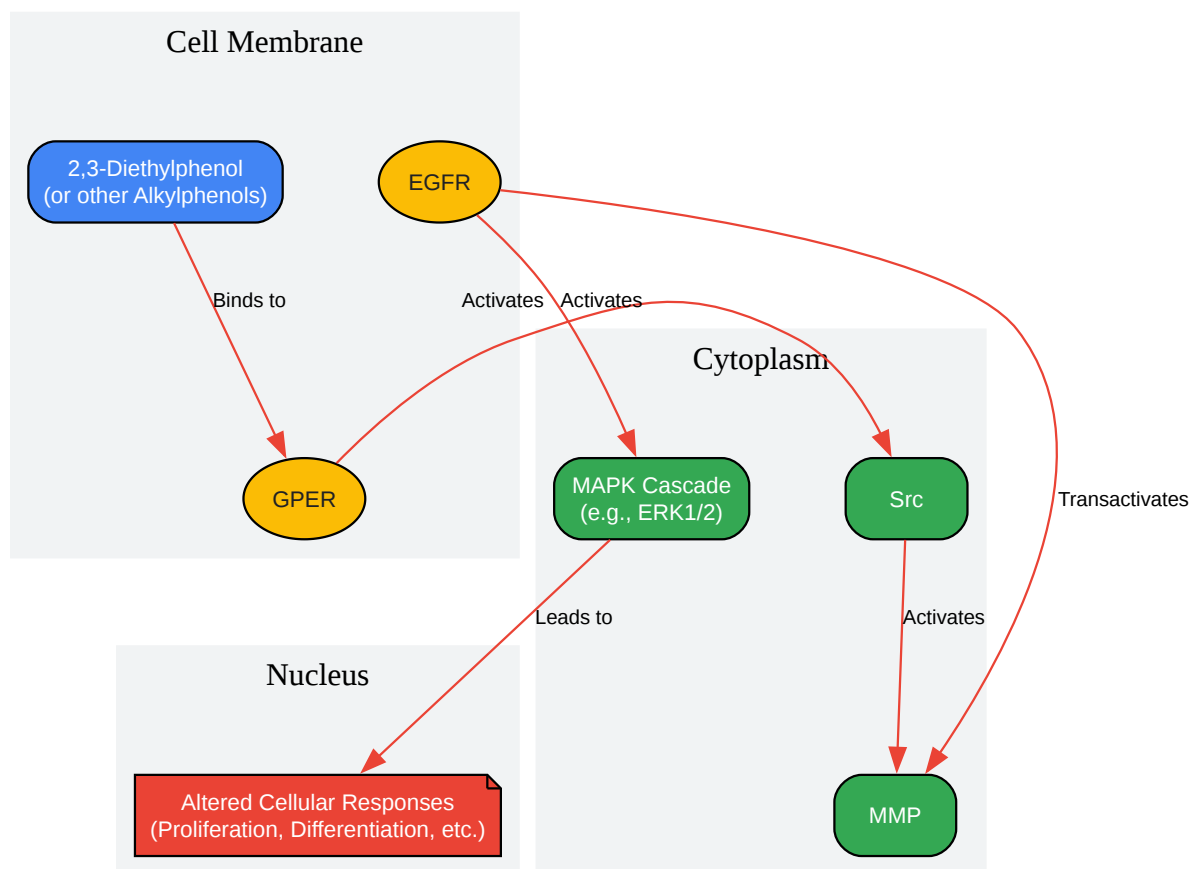 Cell Membrane
2,3-Diethylphenol
(or other Alkylphenols)
EGFR
Binds to
Activates
Activates
Cytoplasm
GPER
MAPK Cascade
(e.g., ERK1/2)
Src
Transactivates
Leads to
Activates
Nucleus
Altered Cellular Responses
(Proliferation, Differentiation, etc.)
MMP